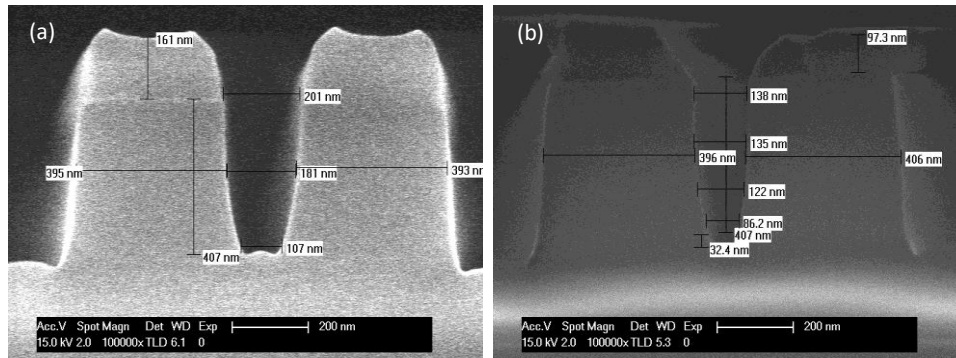 (a)
161 nm
201 nm
395 nm
181 nm
393 nm
407 nm
107 nm
Acc.V Spot Magn Det WD Exp
15.0 kV 2.0 100000x TLD 6.1 0
200 nm
(b)
97.3 nm
138 nm
135 nm
396 nm
406 nm
122 nm
86.2 nm
407 nm
32.4 nm
Acc.V Spot Magn Det WD Exp
15.0 kV 2.0 100000x TLD 5.3 0
200 nm